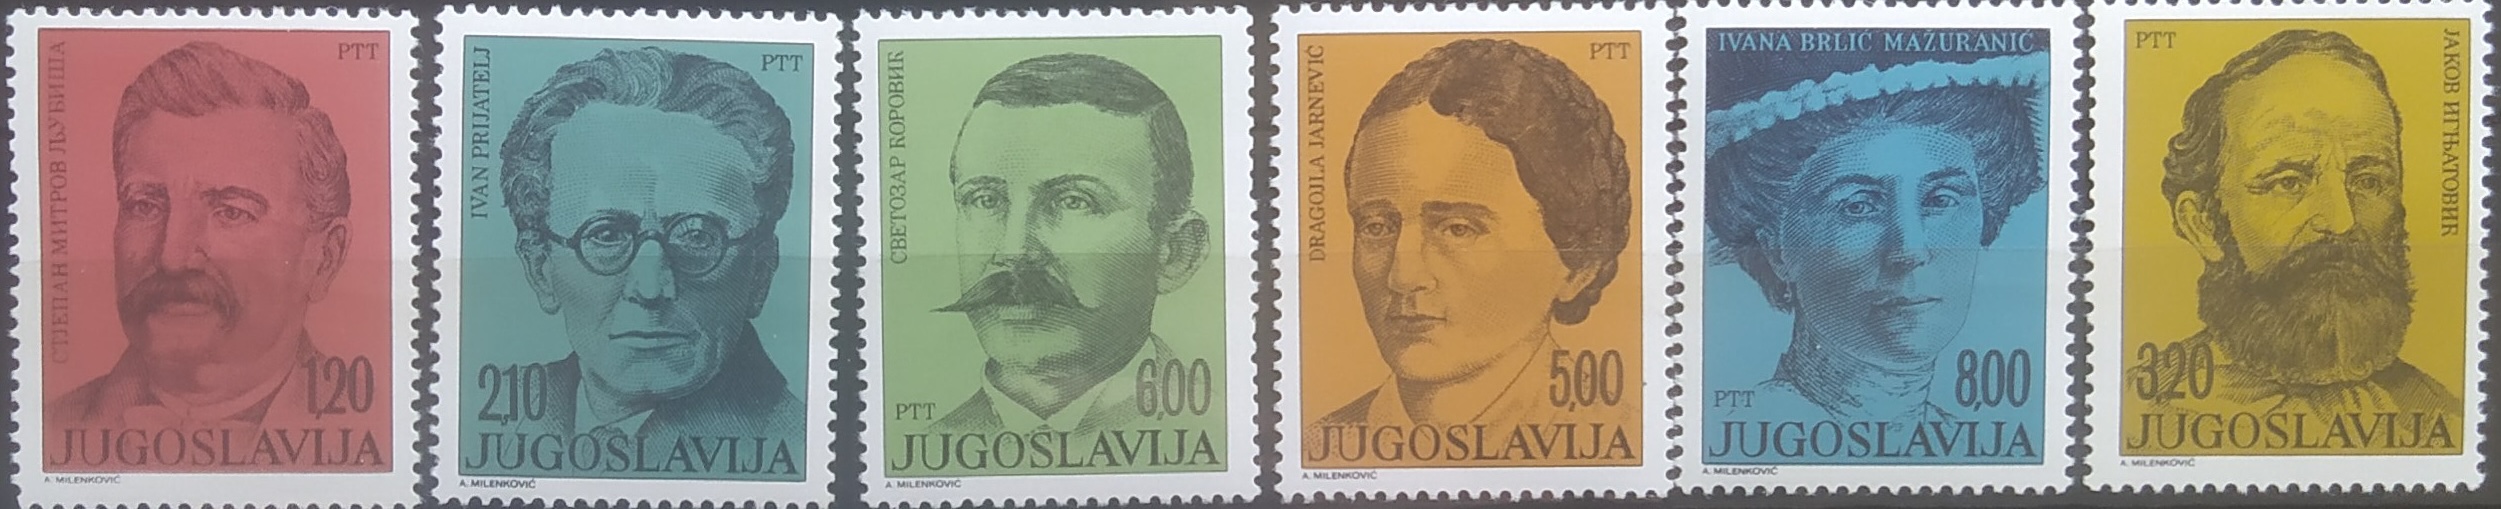 СТЈЕПАН МИТРОВ ЉУБИША
PTT
1,20
JUGOSLAVIJA
A. MILENKOVIĆ
IVAN PRIJATELJ
PTT
2,10
JUGOSLAVIJA
A. MILENKOVIĆ
СВЕТОЗАР ЋОРОВИЋ
PTT
6,00
JUGOSLAVIJA
A. MILENKOVIĆ
DRAGOJLA JARNEVIĆ
PTT
5,00
JUGOSLAVIJA
A. MILENKOVIĆ
IVANA BRLIĆ MAŽURANIĆ
PTT
8,00
JUGOSLAVIJA
A. MILENKOVIĆ
PTT
ЈАКОВ ИГЊАТОВИЋ
3,20
JUGOSLAVIJA
A. MILENKOVIĆ